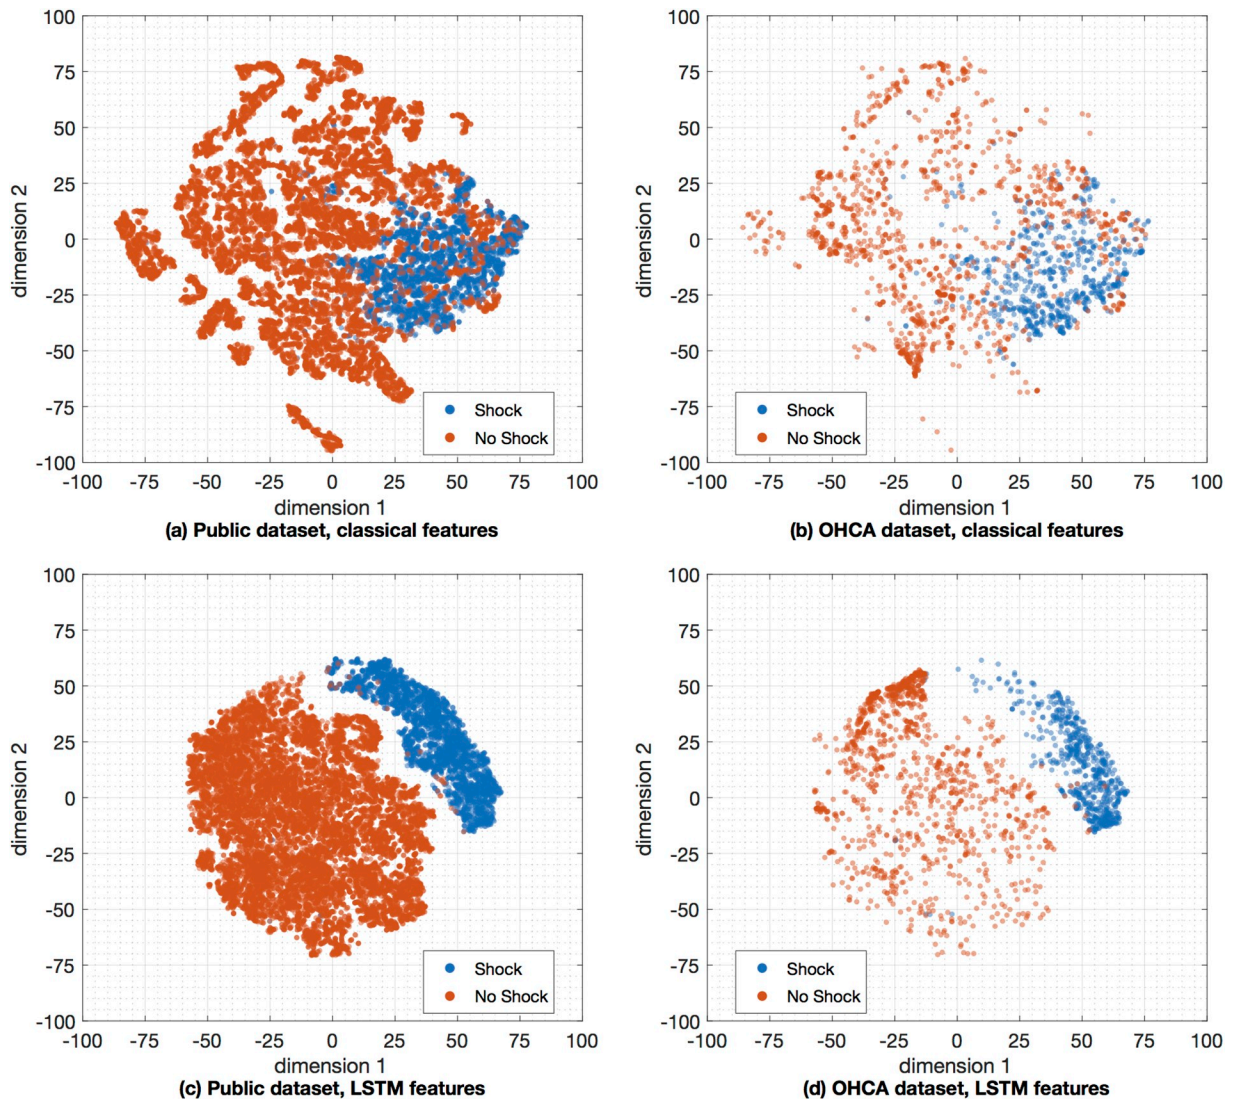 100
75
50
25
0
-25
-50
-75
-100
dimension 2
Shock
No Shock
-100 -75 -50 -25 0 25 50 75 100
dimension 1
(a) Public dataset, classical features
100
75
50
25
0
-25
-50
-75
-100
dimension 2
Shock
No Shock
-100 -75 -50 -25 0 25 50 75 100
dimension 1
(b) OHCA dataset, classical features
100
75
50
25
0
-25
-50
-75
-100
dimension 2
Shock
No Shock
-100 -75 -50 -25 0 25 50 75 100
dimension 1
(c) Public dataset, LSTM features
100
75
50
25
0
-25
-50
-75
-100
dimension 2
Shock
No Shock
-100 -75 -50 -25 0 25 50 75 100
dimension 1
(d) OHCA dataset, LSTM features